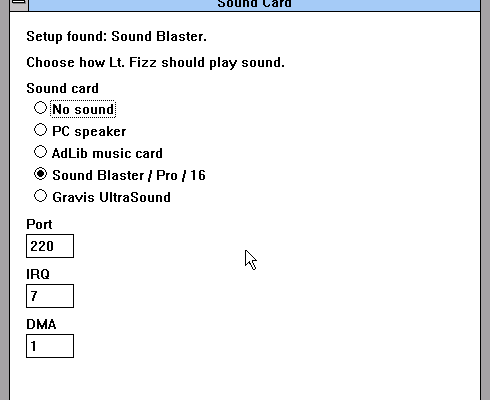 Sound Card
Setup found: Sound Blaster.
Choose how Lt. Fizz should play sound.
Sound card
No sound
PC speaker
AdLib music card
Sound Blaster / Pro / 16
Gravis UltraSound
Port
220
IRQ
7
DMA
1